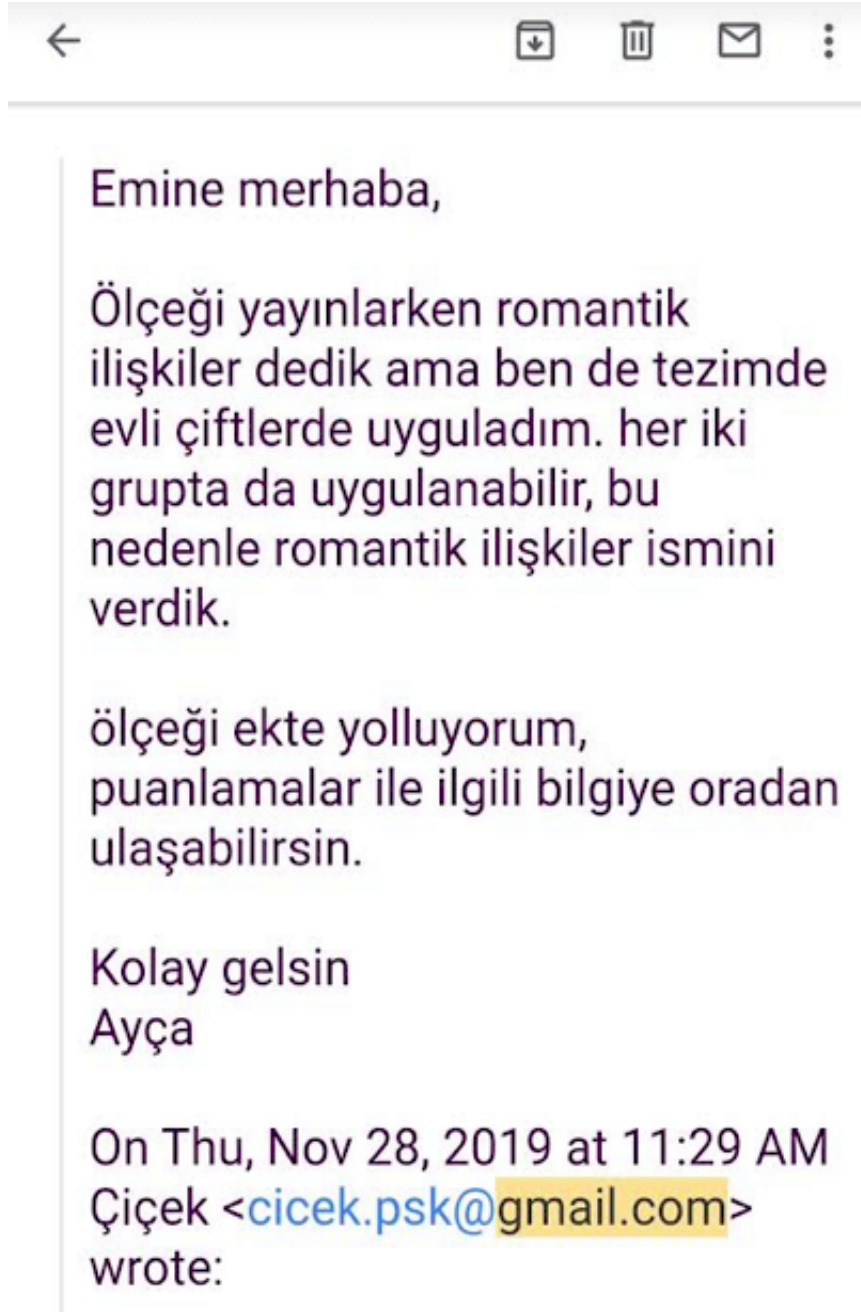 Emine merhaba,
Ölçeği yayınlarken romantik
ilişkiler dedik ama ben de tezimde
evli çiftlerde uyguladım. her iki
grupta da uygulanabilir, bu
nedenle romantik ilişkiler ismini
verdik.
ölçeği ekte yolluyorum,
puanlamalar ile ilgili bilgiye oradan
ulaşabilirsin.
Kolay gelsin
Ayça
On Thu, Nov 28, 2019 at 11:29 AM
Çiçek <cicek.psk@gmail.com>
wrote: